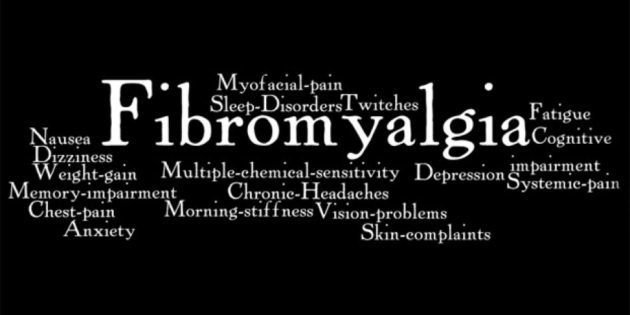 Myofacial-pain
Sleep-Disorders Twitches
Fibromyalgia
Fatigue
Cognitive
impairment
Nausea
Dizziness
Weight-gain
Multiple-chemical-sensitivity
Depression
Systemic-pain
Memory-impairment
Chronic-Headaches
Chest-pain
Morning-stiffness
Vision-problems
Anxiety
Skin-complaints